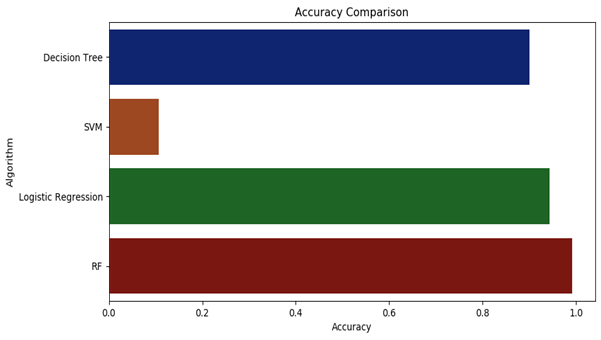 Accuracy Comparison
Decision Tree
SVM
Logistic Regression
RF
Algorithm
0.0 0.2 0.4 0.6 0.8 1.0
Accuracy